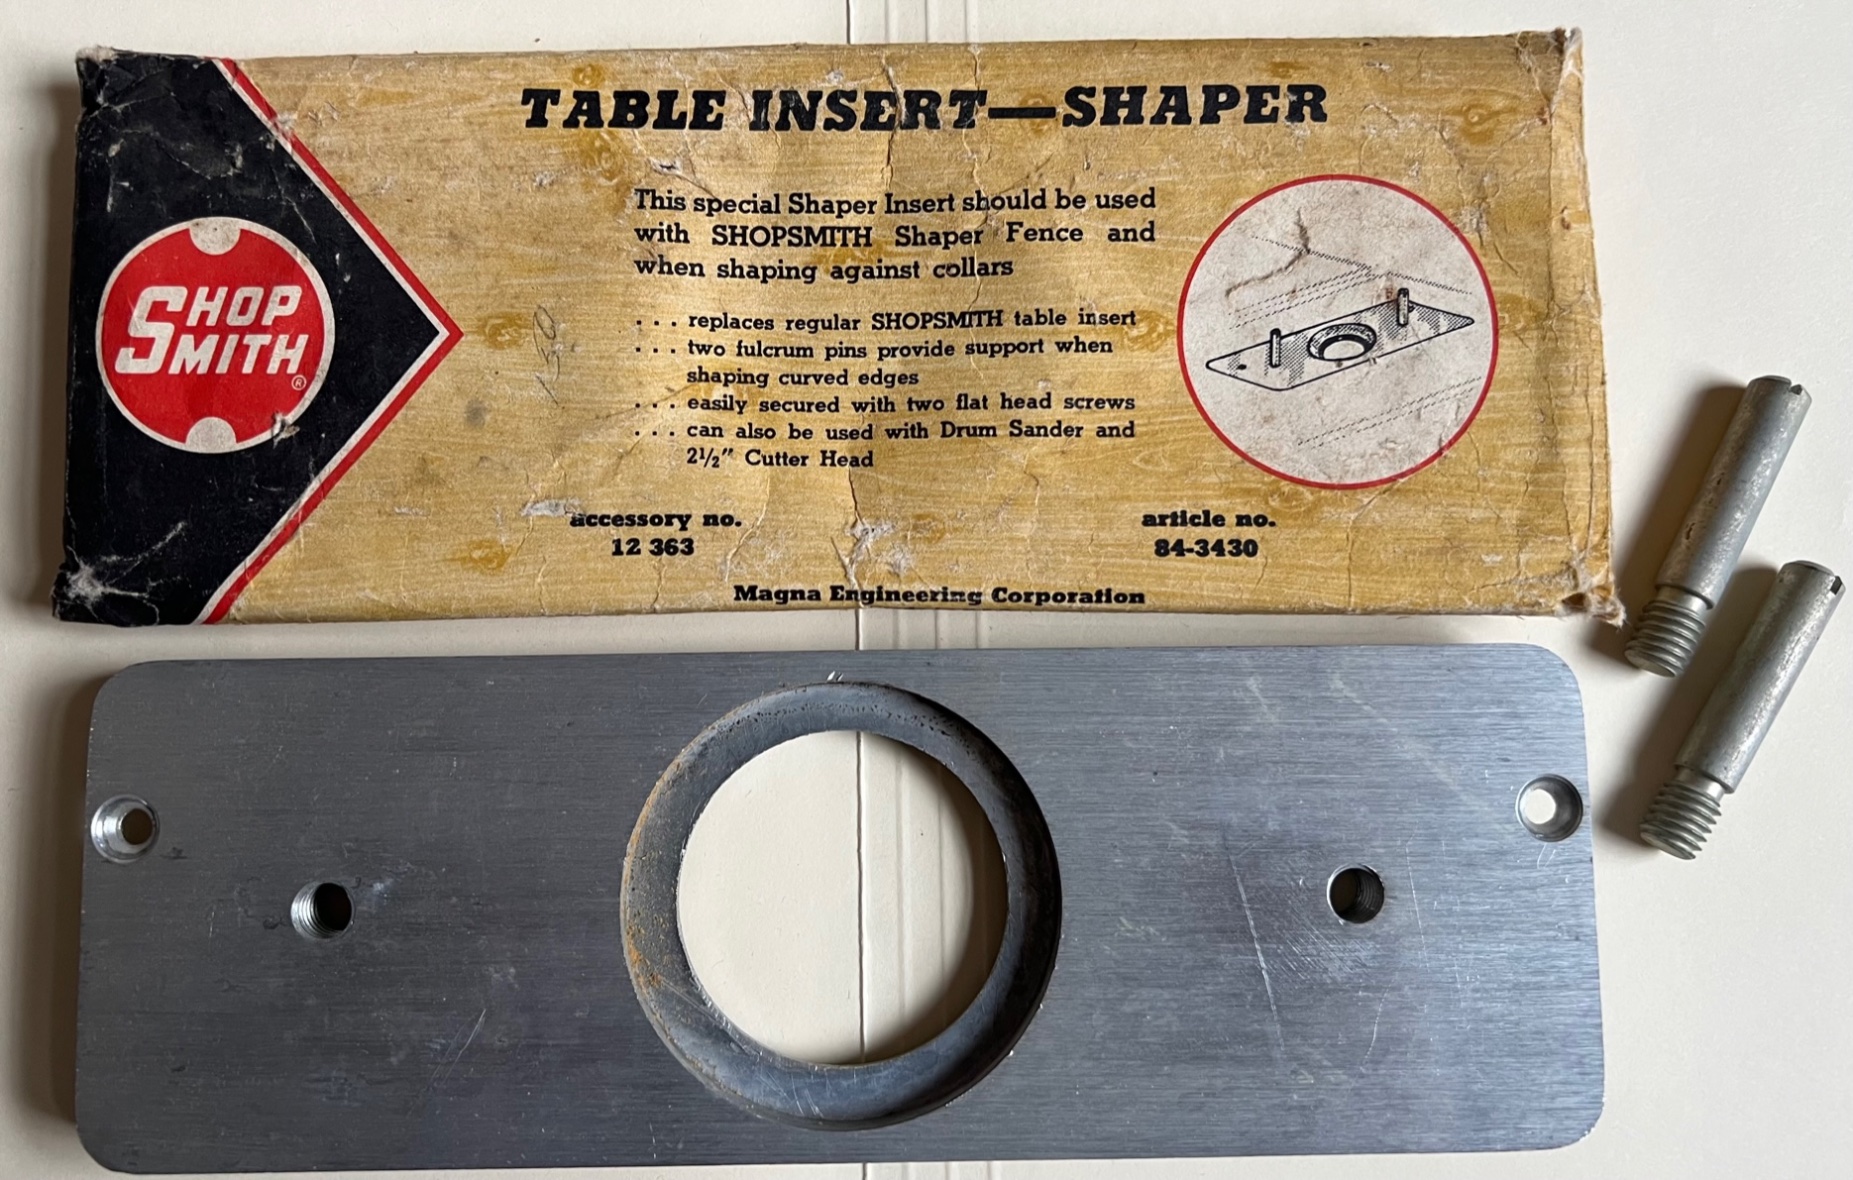 TABLE INSERT—SHAPER
This special Shaper Insert should be used
with SHOPSMITH Shaper Fence and
when shaping against collars
. . . replaces regular SHOPSMITH table insert
. . . two fulcrum pins provide support when
shaping curved edges
. . . easily secured with two flat head screws
. . . can also be used with Drum Sander and
2½" Cutter Head
accessory no.
12 363
article no.
84-3430
Magna Engineering Corporation
SHOP
SMITH®